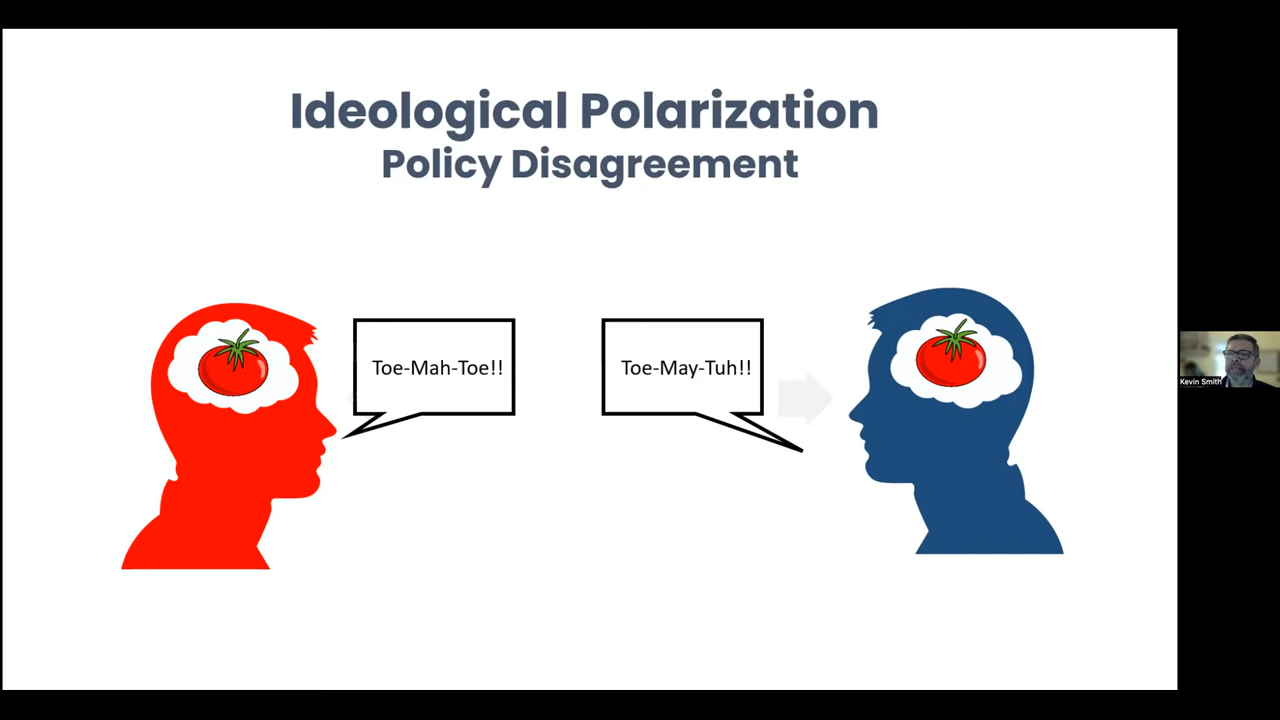 Ideological Polarization
Policy Disagreement
Toe-Mah-Toe!!
Toe-May-Tuh!!
Kevin Smith